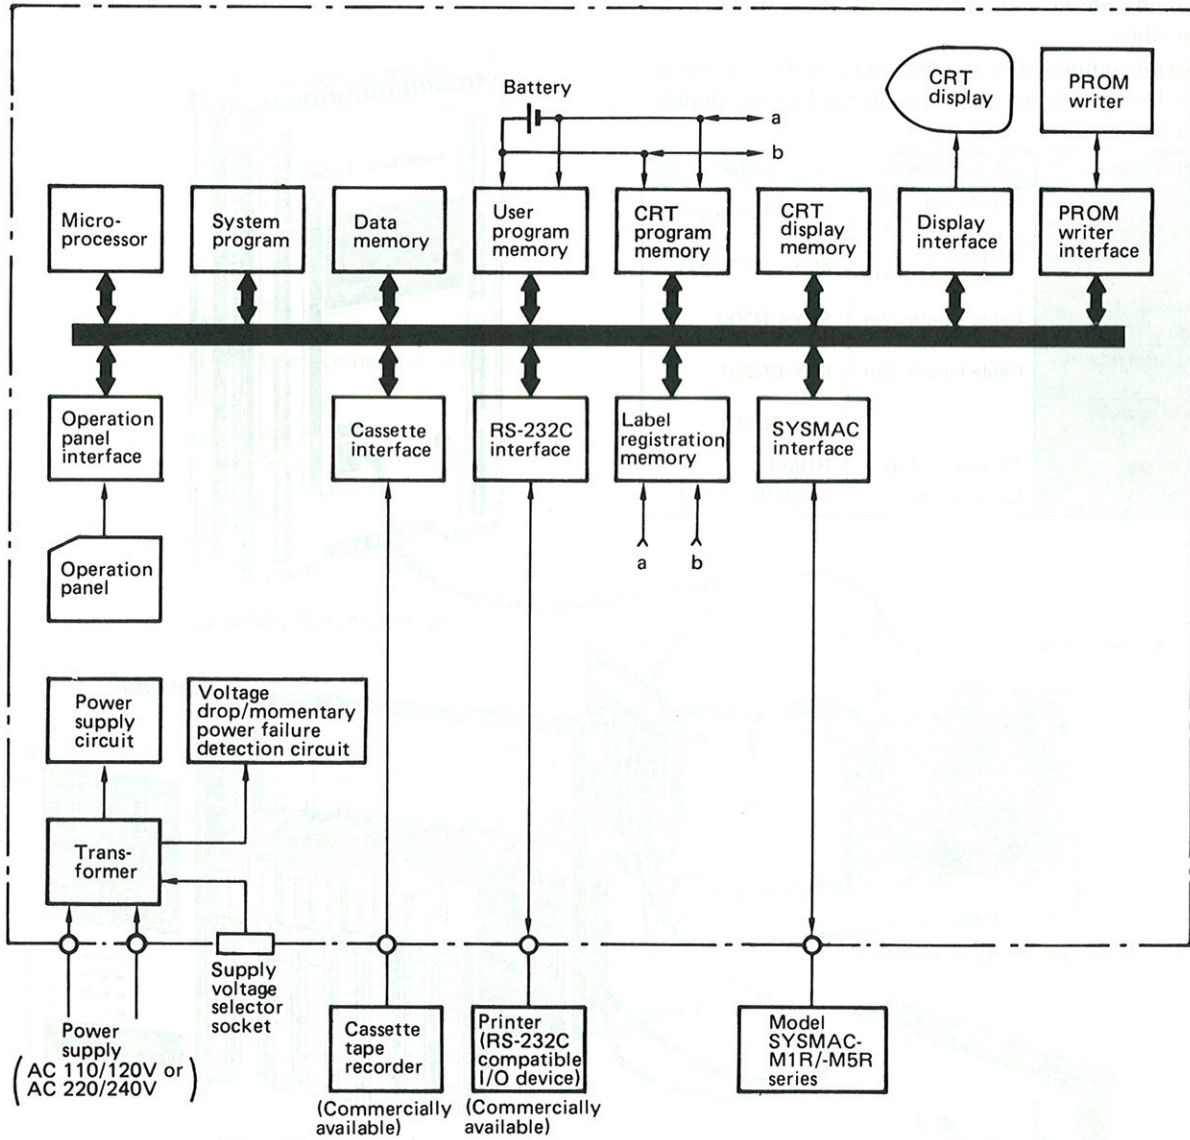 Battery
a
b
CRT
display
PROM
writer
Micro-
processor
System
program
Data
memory
User
program
memory
CRT
program
memory
CRT
display
memory
Display
interface
PROM
writer
interface
Operation
panel
interface
Cassette
interface
RS-232C
interface
Label
registration
memory
SYSMAC
interface
a
b
Operation
panel
Power
supply
circuit
Voltage
drop/momentary
power failure
detection circuit
Trans-
former
Supply
voltage
selector
socket
Power
supply
(AC 110/120V or
AC 220/240V)
Cassette
tape
recorder
(Commercially
available)
Printer
(RS-232C
compatible
I/O device)
(Commercially
available)
Model
SYSMAC-
M1R/-M5R
series